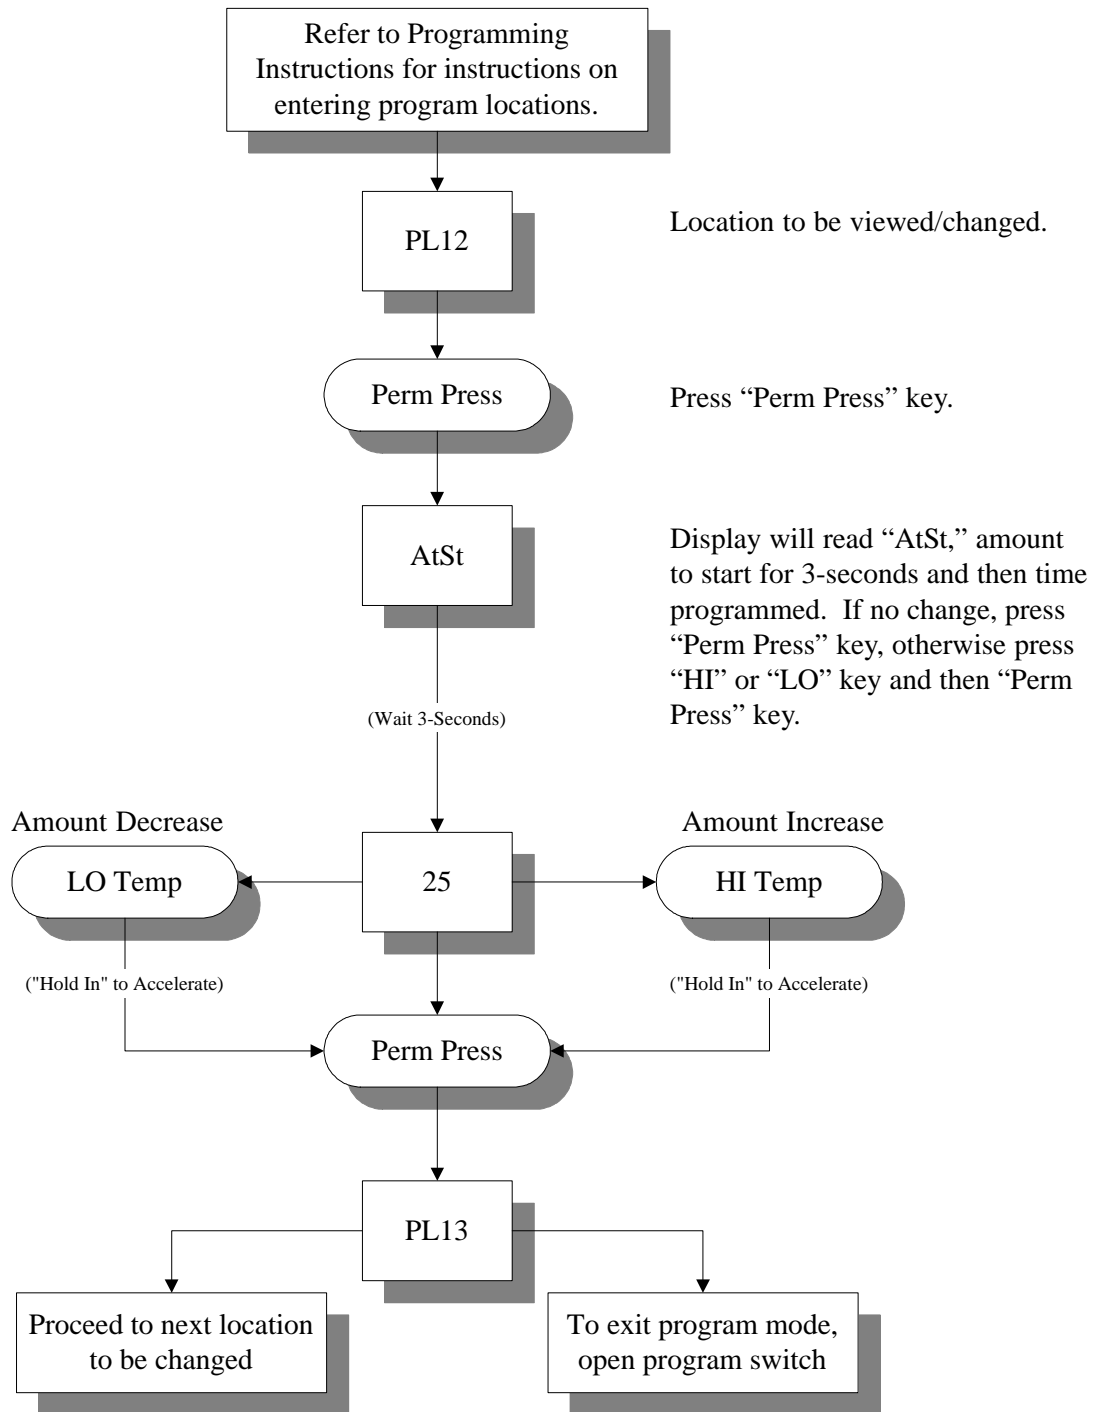 Refer to Programming
Instructions for instructions on
entering program locations.
PL12
Location to be viewed/changed.
Perm Press
Press “Perm Press” key.
AtSt
Display will read “AtSt,” amount
to start for 3-seconds and then time
programmed.  If no change, press
“Perm Press” key, otherwise press
“HI” or “LO” key and then “Perm
Press” key.
(Wait 3-Seconds)
Amount Decrease
Amount Increase
LO Temp
25
HI Temp
("Hold In" to Accelerate)
("Hold In" to Accelerate)
Perm Press
PL13
Proceed to next location
to be changed
To exit program mode,
open program switch